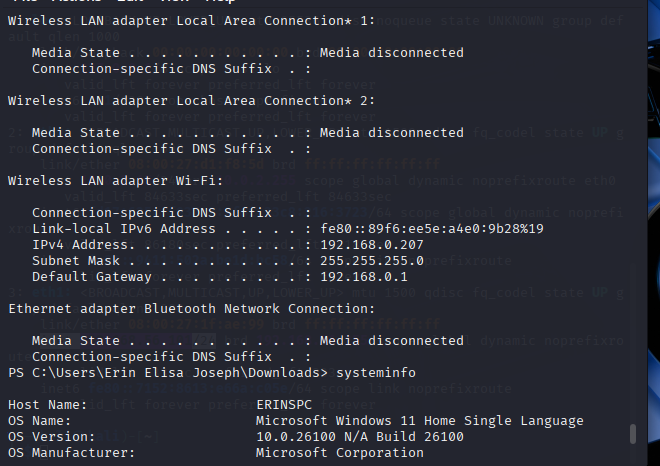 Wireless LAN adapter Local Area Connection* 1:
Media State . . . . . . . . . . . : Media disconnected
Connection-specific DNS Suffix  . :
Wireless LAN adapter Local Area Connection* 2:
Media State . . . . . . . . . . . : Media disconnected
Connection-specific DNS Suffix  . :
Wireless LAN adapter Wi-Fi:
Connection-specific DNS Suffix  . :
Link-local IPv6 Address . . . . . : fe80::89f6:ee5e:a4e0:9b28%19
IPv4 Address. . . . . . . . . . . : 192.168.0.207
Subnet Mask . . . . . . . . . . . : 255.255.255.0
Default Gateway . . . . . . . . . : 192.168.0.1
Ethernet adapter Bluetooth Network Connection:
Media State . . . . . . . . . . . : Media disconnected
Connection-specific DNS Suffix  . :
PS C:\Users\Erin Elisa Joseph\Downloads> systeminfo
Host Name:                     ERINSPC
OS Name:                       Microsoft Windows 11 Home Single Language
OS Version:                    10.0.26100 N/A Build 26100
OS Manufacturer:               Microsoft Corporation